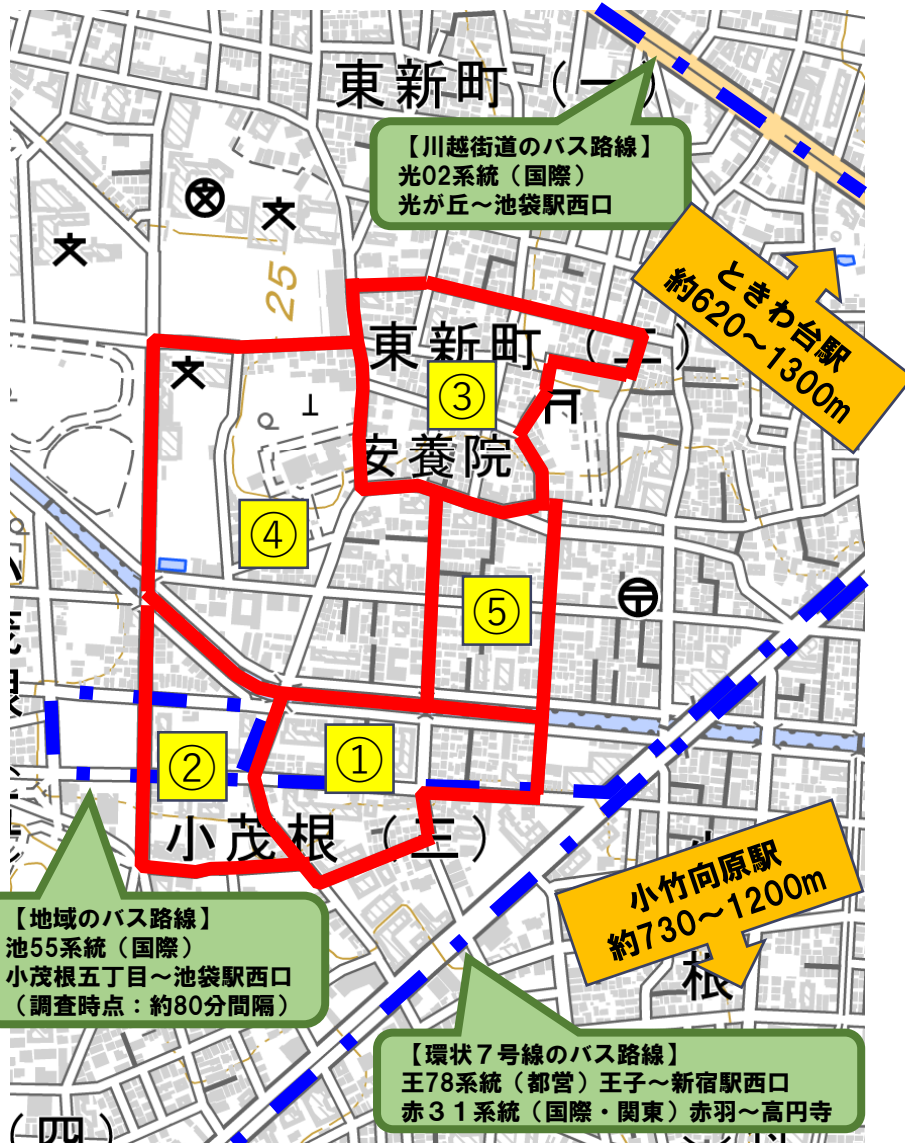 東新町（一）
【川越街道のバス路線】
光02系統（国際）
光が丘～池袋駅西口
ときわ台駅
約620～1300m
25
東新町（二）
③
安養院
④
⑤
①
②
小茂根（三）
小竹向原駅
約730～1200m
根
【地域のバス路線】
池55系統（国際）
小茂根五丁目～池袋駅西口
（調査時点：約80分間隔）
【環状７号線のバス路線】
王78系統（都営）王子～新宿駅西口
赤３１系統（国際・関東）赤羽～高円寺
（四）